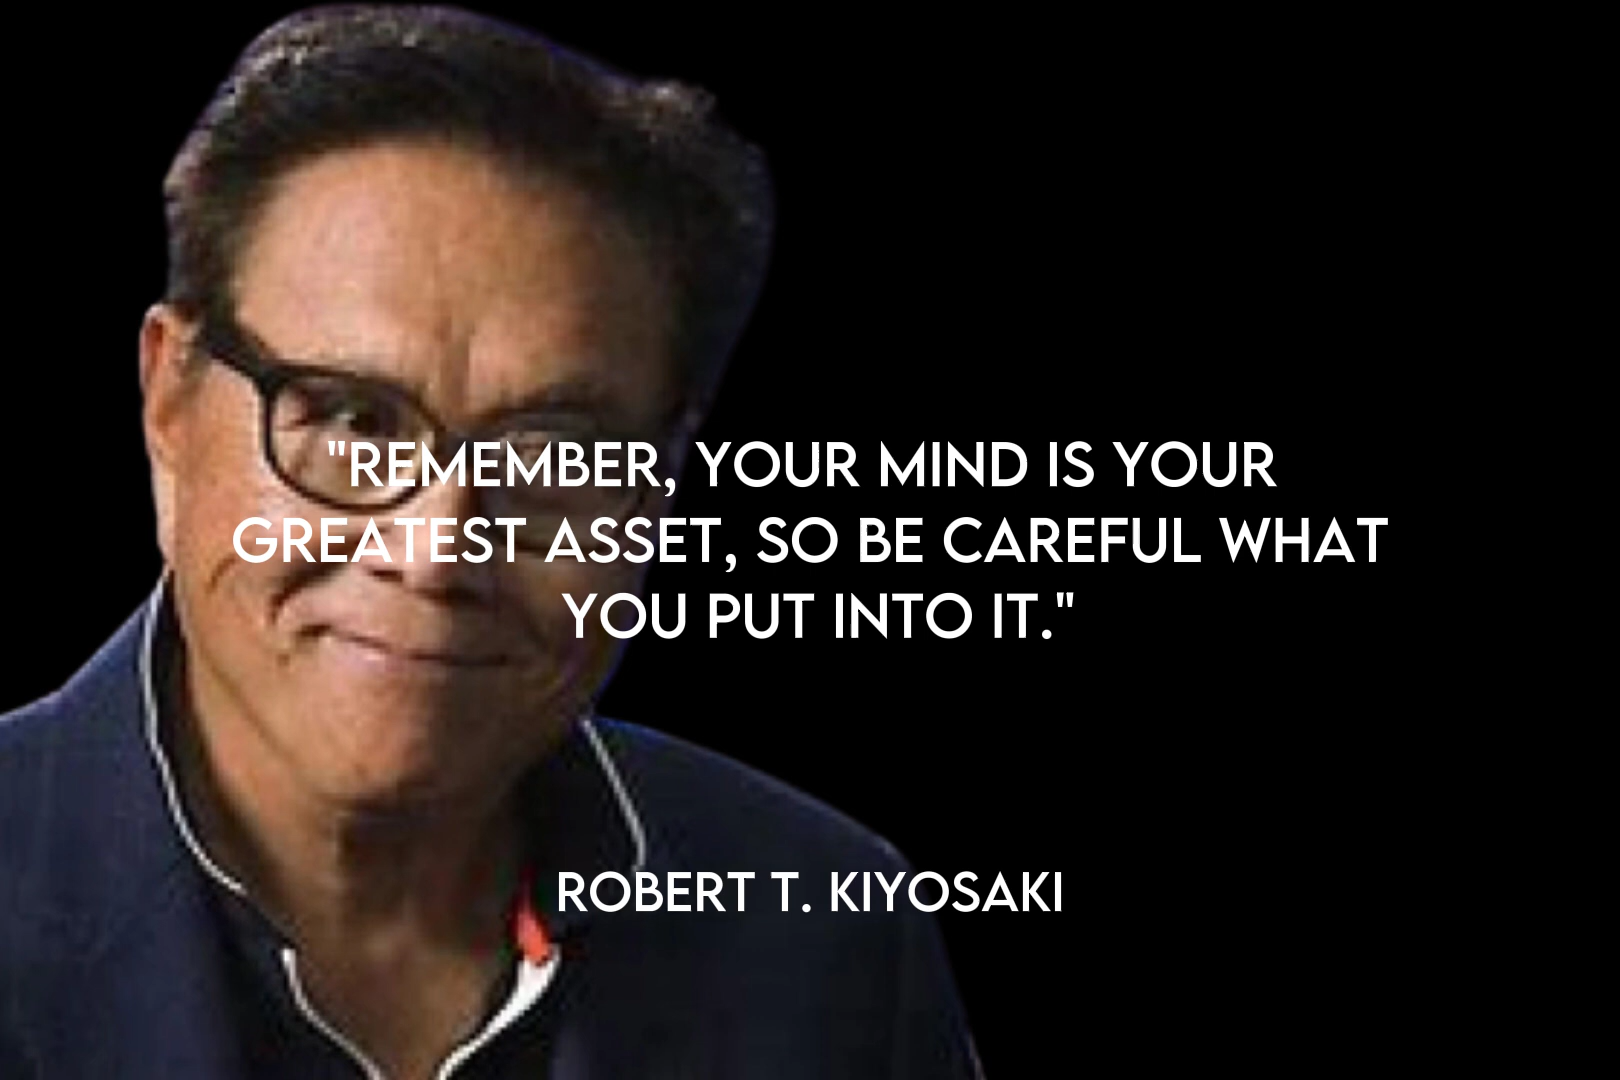 "REMEMBER, YOUR MIND IS YOUR
GREATEST ASSET, SO BE CAREFUL WHAT
YOU PUT INTO IT."
ROBERT T. KIYOSAKI